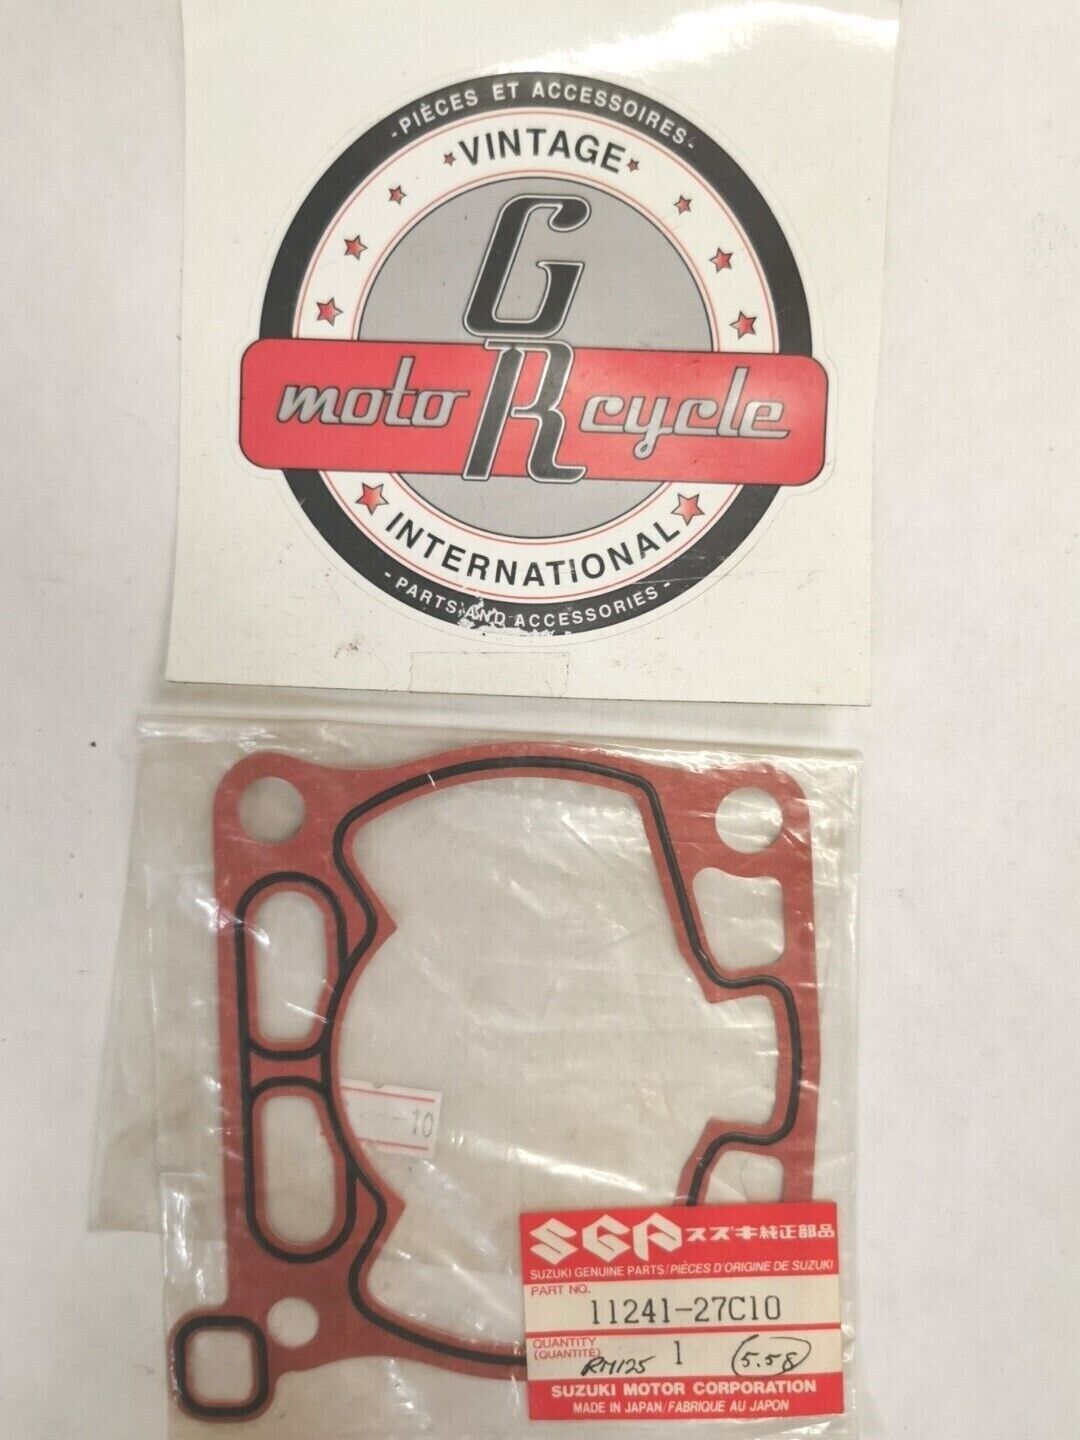 - PIÈCES ET ACCESSOIRES -
VINTAGE
GR
motorcycle
INTERNATIONAL
- PARTS AND ACCESSORIES -
10
SGP スズキ純正部品
SUZUKI GENUINE PARTS/PIÈCES D'ORIGINE DE SUZUKI
PART NO.
11241-27C10
QUANTITY
(QUANTITÉ)
RM125 1 5.58
SUZUKI MOTOR CORPORATION
MADE IN JAPAN/FABRIQUE AU JAPON